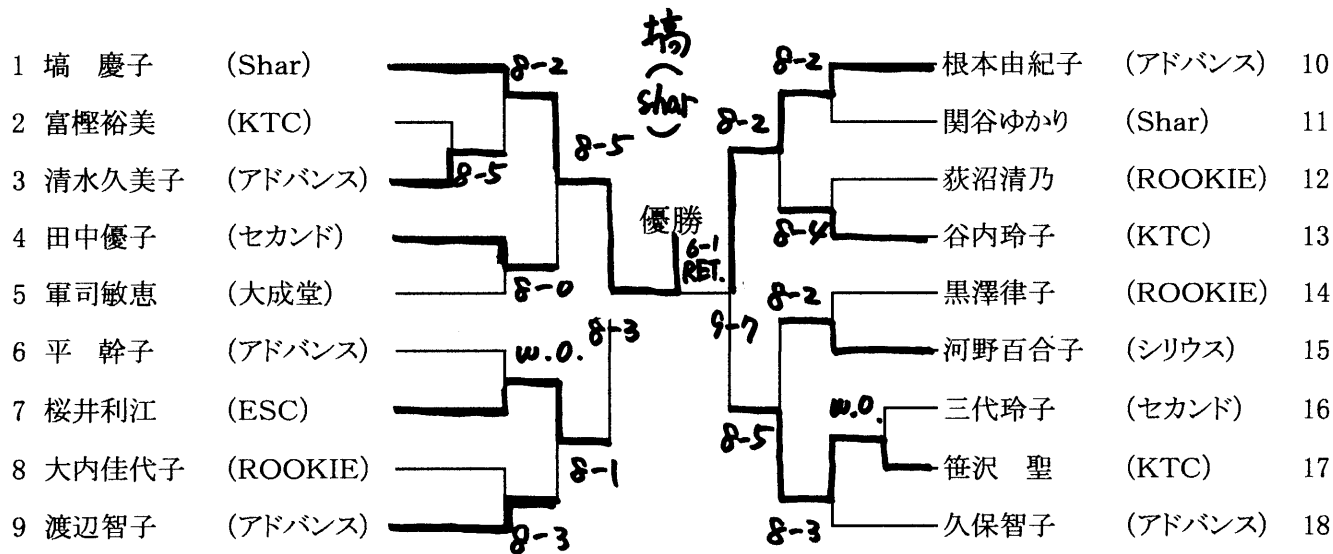 塙
(Shar)
1 塙 慶子 (Shar)
8-2
8-2
根本由紀子 (アドバンス) 10
2 富樫裕美 (KTC)
8-2
関谷ゆかり (Shar) 11
8-5
3 清水久美子 (アドバンス)
8-5
荻沼清乃 (ROOKIE) 12
4 田中優子 (セカンド)
優勝
6-1
RET.
8-4
谷内玲子 (KTC) 13
5 軍司敏恵 (大成堂)
8-0
8-2
黒澤律子 (ROOKIE) 14
8-3
9-7
6 平 幹子 (アドバンス)
W.O.
河野百合子 (シリウス) 15
7 桜井利江 (ESC)
W.O.
三代玲子 (セカンド) 16
8-5
8 大内佳代子 (ROOKIE)
8-1
笹沢 聖 (KTC) 17
9 渡辺智子 (アドバンス)
8-3
8-3
久保智子 (アドバンス) 18